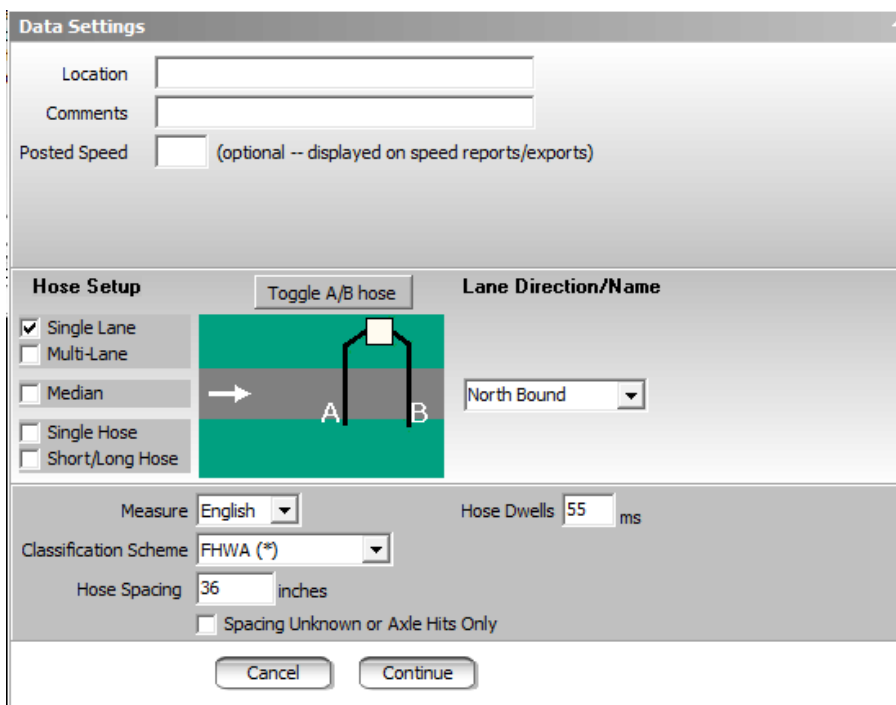 Data Settings
Location
Comments
Posted Speed (optional -- displayed on speed reports/exports)
Hose Setup Toggle A/B hose Lane Direction/Name
Single Lane
Multi-Lane
Median
Single Hose
Short/Long Hose
A B
North Bound
Measure English Hose Dwells 55 ms
Classification Scheme FHWA (*)
Hose Spacing 36 inches
Spacing Unknown or Axle Hits Only
Cancel Continue